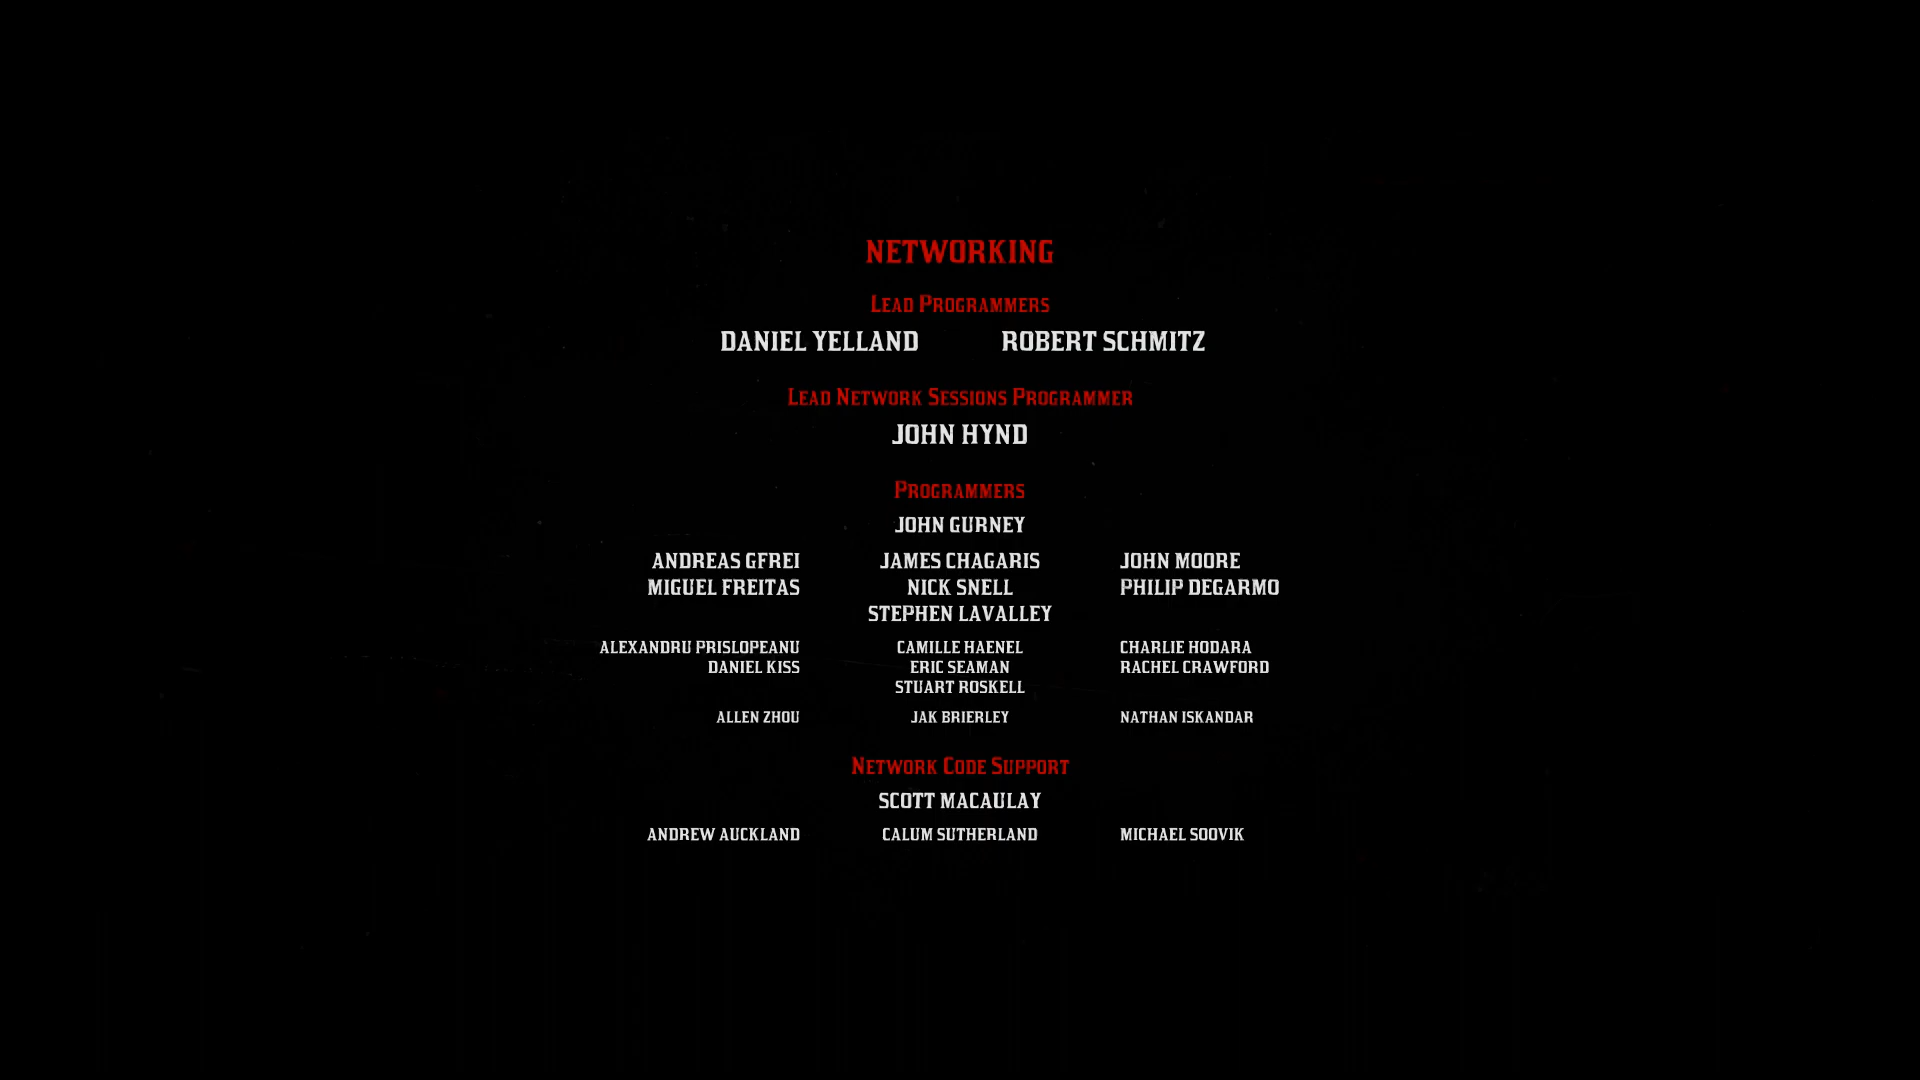 NETWORKING
LEAD PROGRAMMERS
DANIEL YELLAND ROBERT SCHMITZ
LEAD NETWORK SESSIONS PROGRAMMER
JOHN HYND
PROGRAMMERS
JOHN GURNEY
ANDREAS GFREI JAMES CHAGARIS JOHN MOORE
MIGUEL FREITAS NICK SNELL PHILIP DEGARMO
STEPHEN LAVALLEY
ALEXANDRU PRISLOPEANU CAMILLE HAENEL CHARLIE HODARA
DANIEL KISS ERIC SEAMAN RACHEL CRAWFORD
STUART ROSKELL
ALLEN ZHOU JAK BRIERLEY NATHAN ISKANDAR
NETWORK CODE SUPPORT
SCOTT MACAULAY
ANDREW AUCKLAND CALUM SUTHERLAND MICHAEL SOOVIK